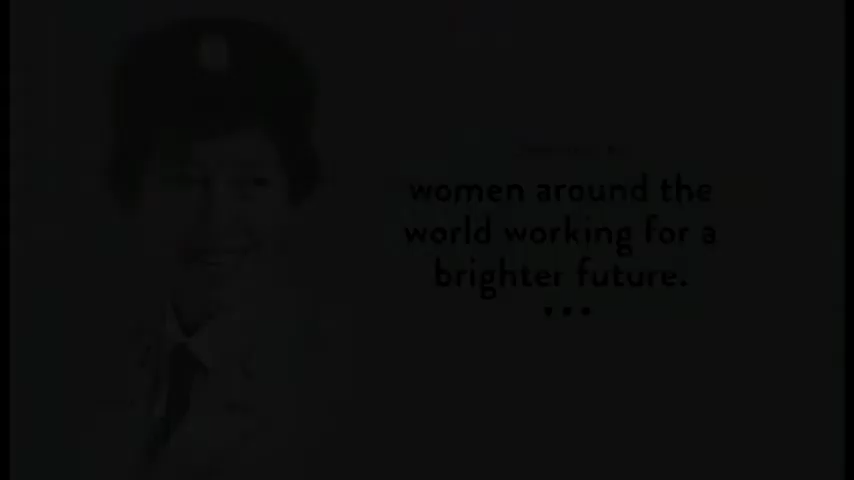 women around the
world working for a
brighter future.